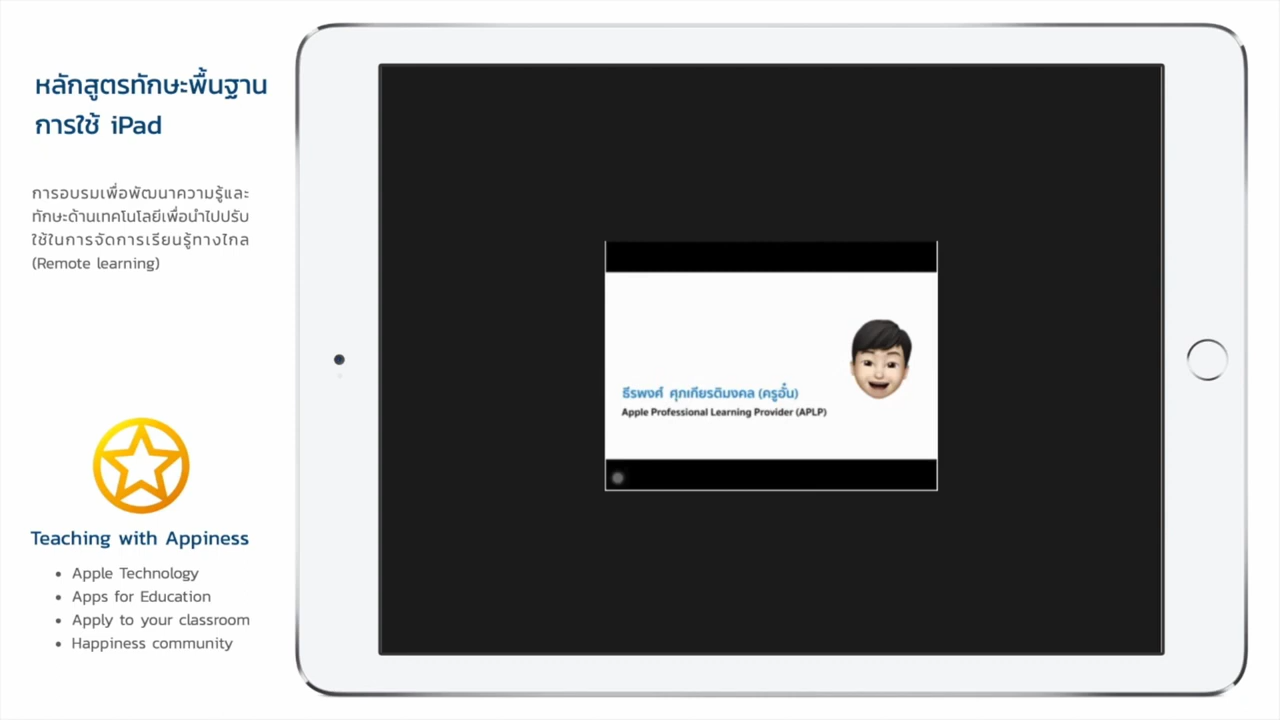 หลักสูตรทักษะพื้นฐาน
การใช้ iPad
การอบรมเพื่อพัฒนาความรู้และ
ทักษะด้านเทคโนโลยีเพื่อนำไปปรับ
ใช้ในการจัดการเรียนรู้ทางไกล
(Remote learning)
Teaching with Appiness
• Apple Technology
• Apps for Education
• Apply to your classroom
• Happiness community
ธีรพงศ์ ศุภเกียรติมงคล (ครูอั๋น)
Apple Professional Learning Provider (APLP)